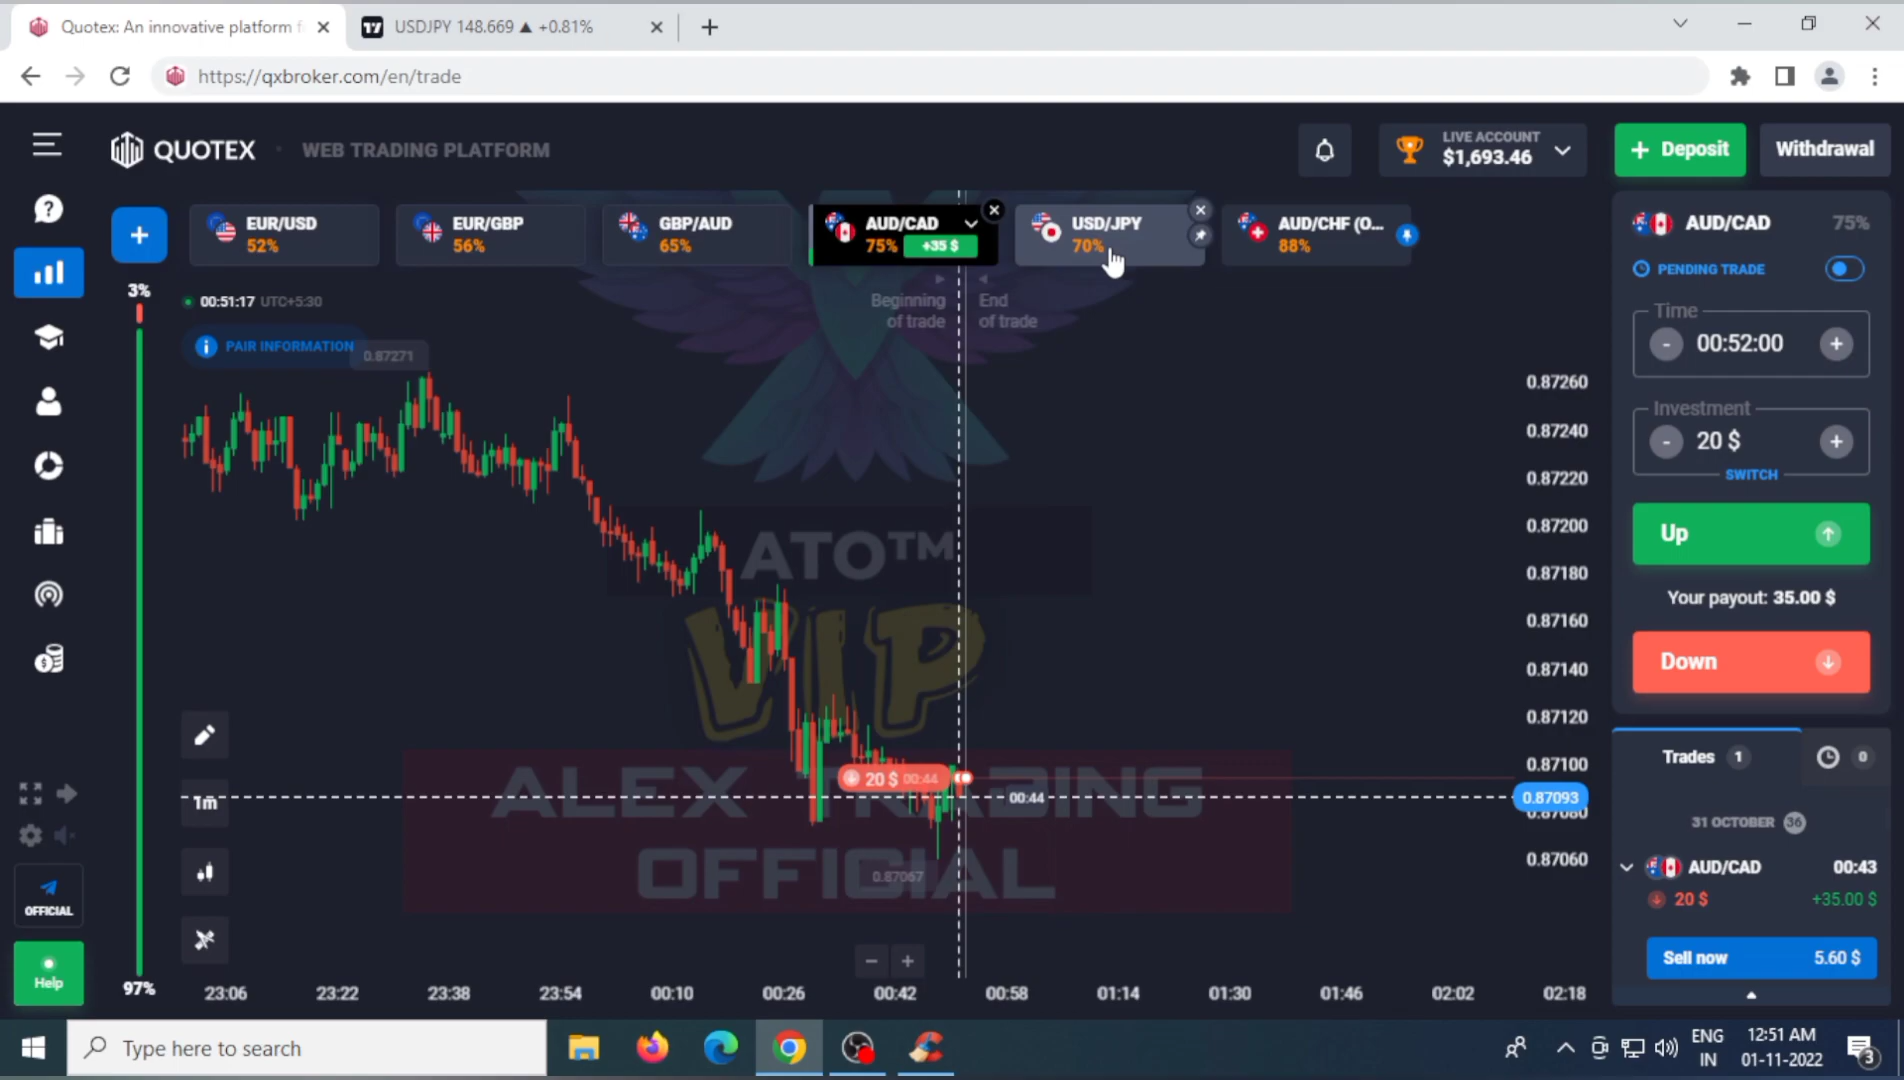 Quotex: An innovative platform f
USDJPY 148.669 ▲ +0.81%
https://qxbroker.com/en/trade
QUOTEX
WEB TRADING PLATFORM
LIVE ACCOUNT
$1,693.46
+ Deposit
Withdrawal
EUR/USD
52%
EUR/GBP
56%
GBP/AUD
65%
AUD/CAD
75% +35 $
USD/JPY
70%
AUD/CHF (O...
88%
AUD/CAD 75%
PENDING TRADE
Time
- 00:52:00 +
Investment
- 20 $ +
SWITCH
Up
Your payout: 35.00 $
Down
Trades 1
0
31 OCTOBER 36
AUD/CAD 00:43
20 $ +35.00 $
Sell now 5.60 $
3%
00:51:17 UTC+5:30
Beginning
of trade
End
of trade
PAIR INFORMATION
0.87271
0.87260
0.87240
0.87220
0.87200
0.87180
0.87160
0.87140
0.87120
0.87100
0.87093
0.87080
0.87060
ATO™
VIP
ALEX TRADING
OFFICIAL
20 $ 00:44
00:44
0.87067
1m
OFFICIAL
Help
97%
23:06 23:22 23:38 23:54 00:10 00:26 00:42 00:58 01:14 01:30 01:46 02:02 02:18
Type here to search
ENG
IN
12:51 AM
01-11-2022
3